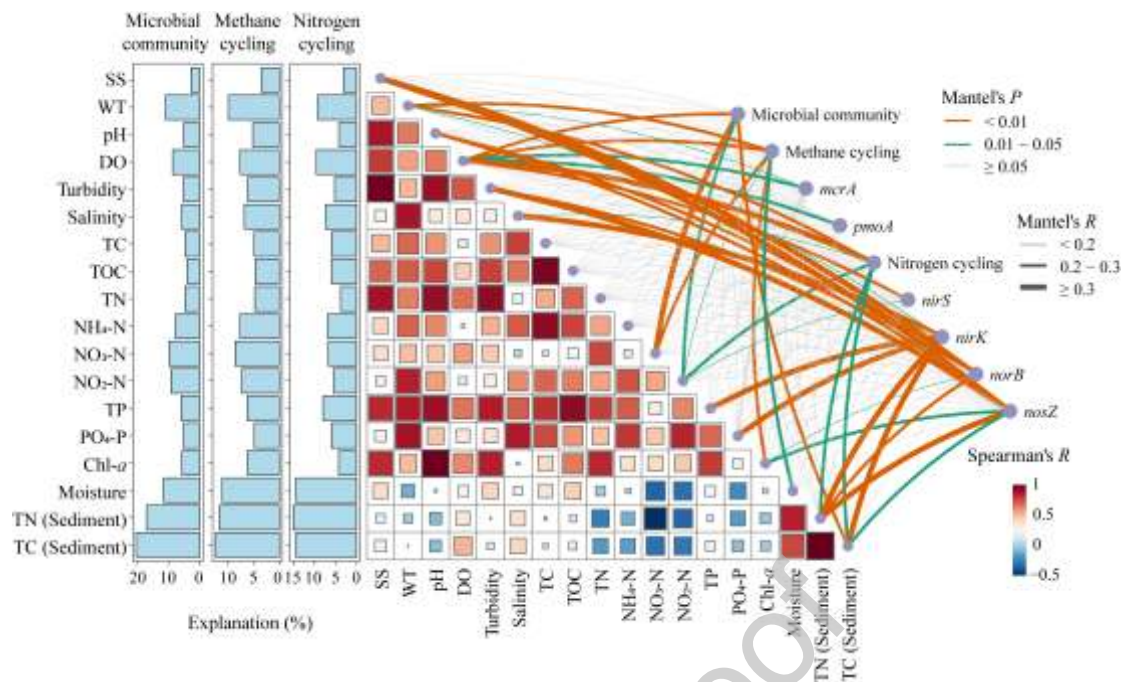 Microbial community
Methane cycling
Nitrogen cycling
SS
WT
pH
DO
Turbidity
Salinity
TC
TOC
TN
NH₄-N
NO₃-N
NO₂-N
TP
PO₄-P
Chl-a
Moisture
TN (Sediment)
TC (Sediment)
20 10 0 10 5 0 15 10 5 0
Explanation (%)
SS
WT
pH
DO
Turbidity
Salinity
TC
TOC
TN
NH₄-N
NO₃-N
NO₂-N
TP
PO₄-P
Chl-a
Moisture
TN (Sediment)
TC (Sediment)
Microbial community
Methane cycling
mcrA
pmoA
Nitrogen cycling
nirS
nirK
norB
nosZ
Mantel's P
< 0.01
0.01 − 0.05
≥ 0.05
Mantel's R
< 0.2
0.2 − 0.3
≥ 0.3
Spearman's R
1
0.5
0
−0.5